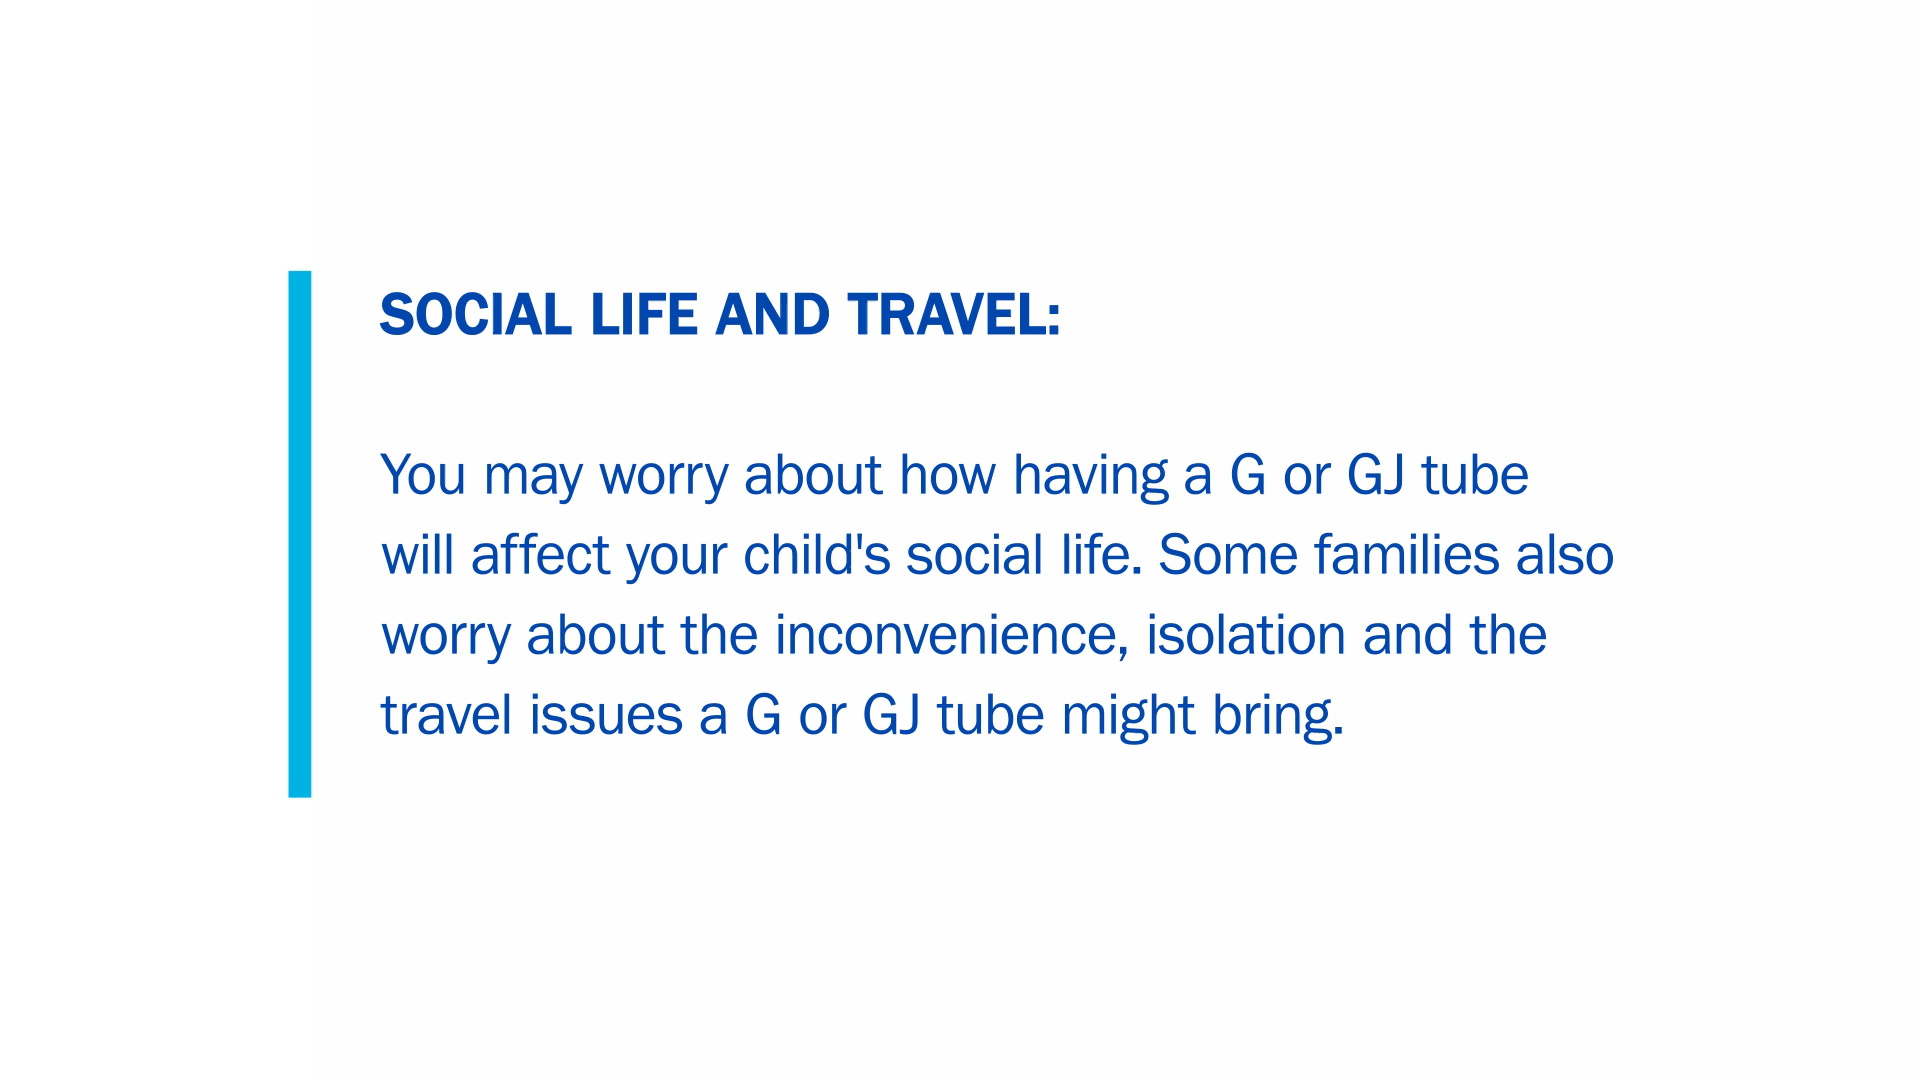 SOCIAL LIFE AND TRAVEL:
You may worry about how having a G or GJ tube
will affect your child's social life. Some families also
worry about the inconvenience, isolation and the
travel issues a G or GJ tube might bring.